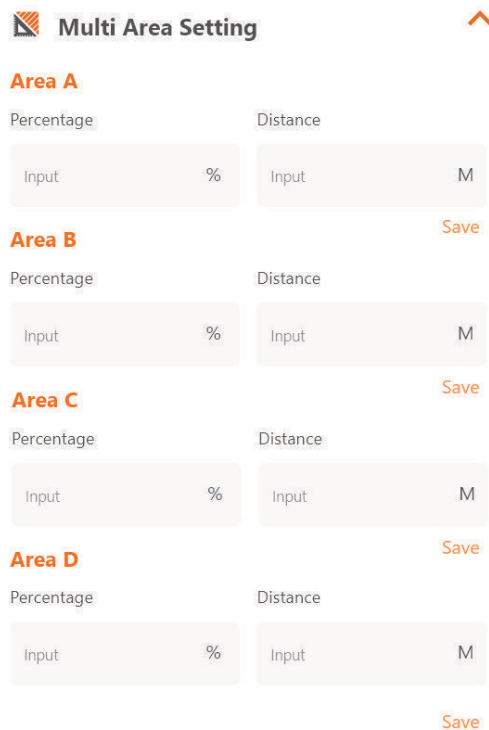 Multi Area Setting
Area A
Percentage Distance
Input % Input M
Save
Area B
Percentage Distance
Input % Input M
Save
Area C
Percentage Distance
Input % Input M
Save
Area D
Percentage Distance
Input % Input M
Save